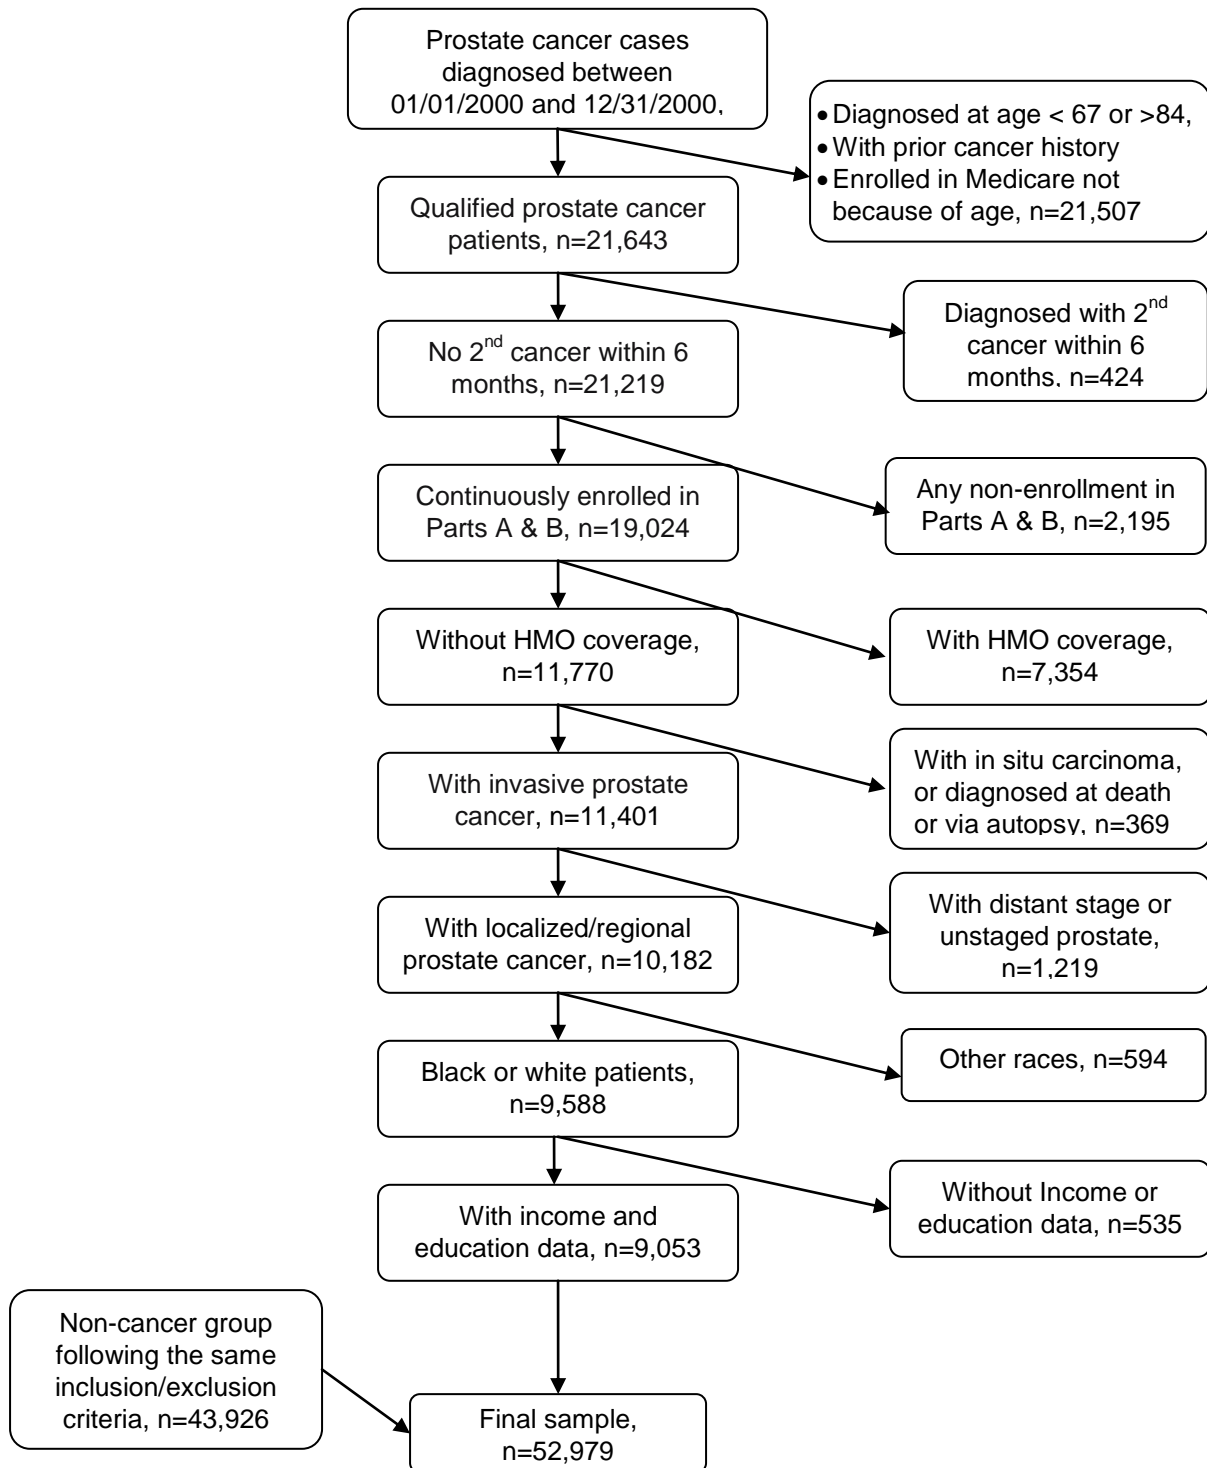 Prostate cancer cases
diagnosed between
01/01/2000 and 12/31/2000,
•Diagnosed at age < 67 or >84,
•With prior cancer history
•Enrolled in Medicare not
because of age, n=21,507
Qualified prostate cancer
patients, n=21,643
Diagnosed with 2nd
cancer within 6
months, n=424
No 2nd cancer within 6
months, n=21,219
Any non-enrollment in
Parts A & B, n=2,195
Continuously enrolled in
Parts A & B, n=19,024
With HMO coverage,
n=7,354
Without HMO coverage,
n=11,770
With in situ carcinoma,
or diagnosed at death
or via autopsy, n=369
With invasive prostate
cancer, n=11,401
With distant stage or
unstaged prostate,
n=1,219
With localized/regional
prostate cancer, n=10,182
Other races, n=594
Black or white patients,
n=9,588
Without Income or
education data, n=535
With income and
education data, n=9,053
Non-cancer group
following the same
inclusion/exclusion
criteria, n=43,926
Final sample,
n=52,979